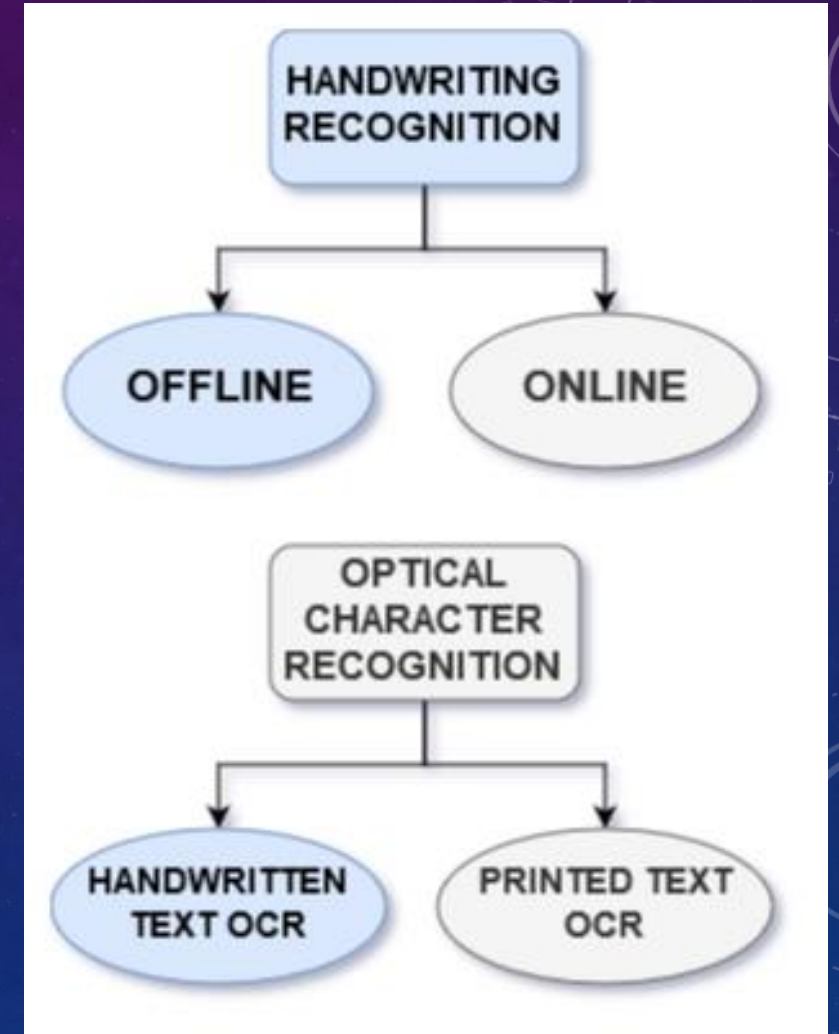 HANDWRITING
RECOGNITION
OFFLINE
ONLINE
OPTICAL
CHARACTER
RECOGNITION
HANDWRITTEN
TEXT OCR
PRINTED TEXT
OCR